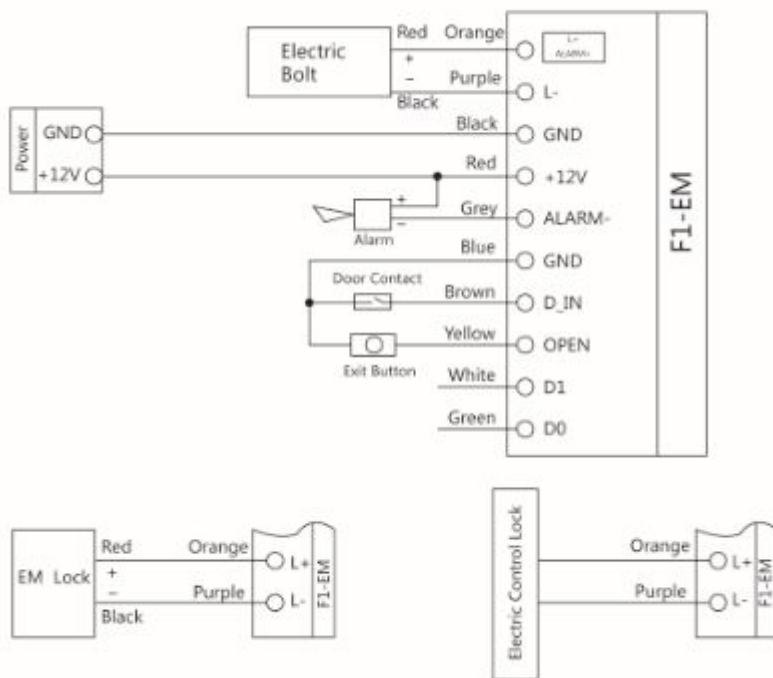 Electric
Bolt
Red
Orange
+
−
Purple
Black
L+
ALARM+
L-
Power
GND
+12V
Black
GND
Red
+12V
+
−
Alarm
Grey
ALARM-
Blue
GND
Door Contact
Brown
D_IN
Yellow
OPEN
Exit Button
White
D1
Green
D0
F1-EM
EM Lock
Red
Orange
+
−
Purple
Black
L+
L-
F1-EM
Electric Control Lock
Orange
L+
Purple
L-
F1-EM